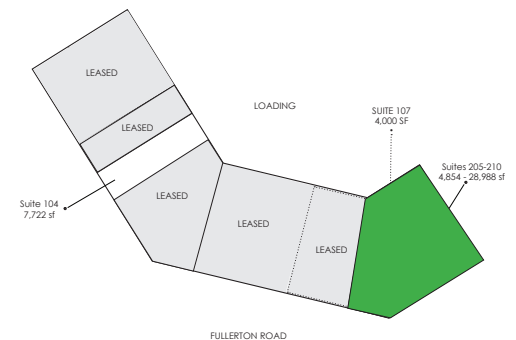 LEASED
LOADING
SUITE 107
4,000 SF
LEASED
Suites 205-210
4,854 - 28,988 sf
Suite 104
7,722 sf
LEASED
LEASED
LEASED
FULLERTON ROAD